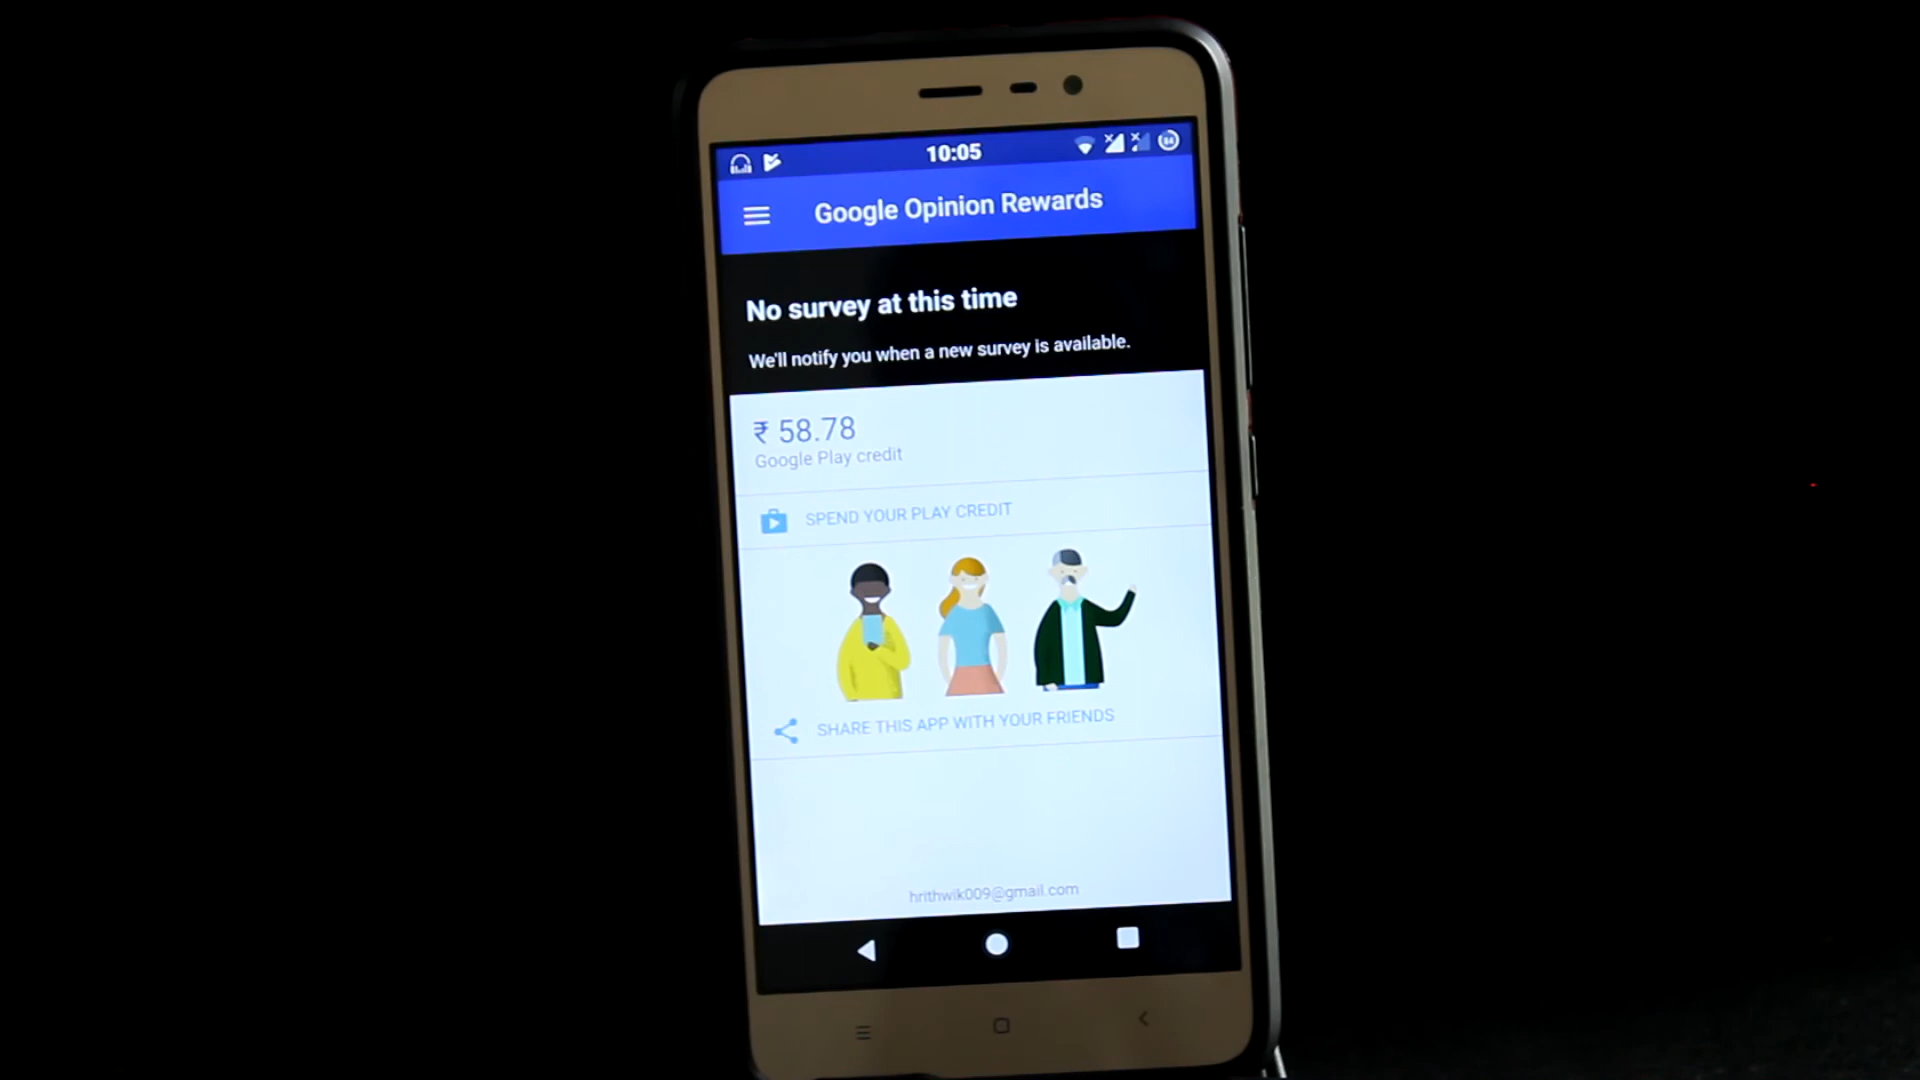 10:05
84
Google Opinion Rewards
No survey at this time
We'll notify you when a new survey is available.
₹ 58.78
Google Play credit
SPEND YOUR PLAY CREDIT
SHARE THIS APP WITH YOUR FRIENDS
hrithwik009@gmail.com